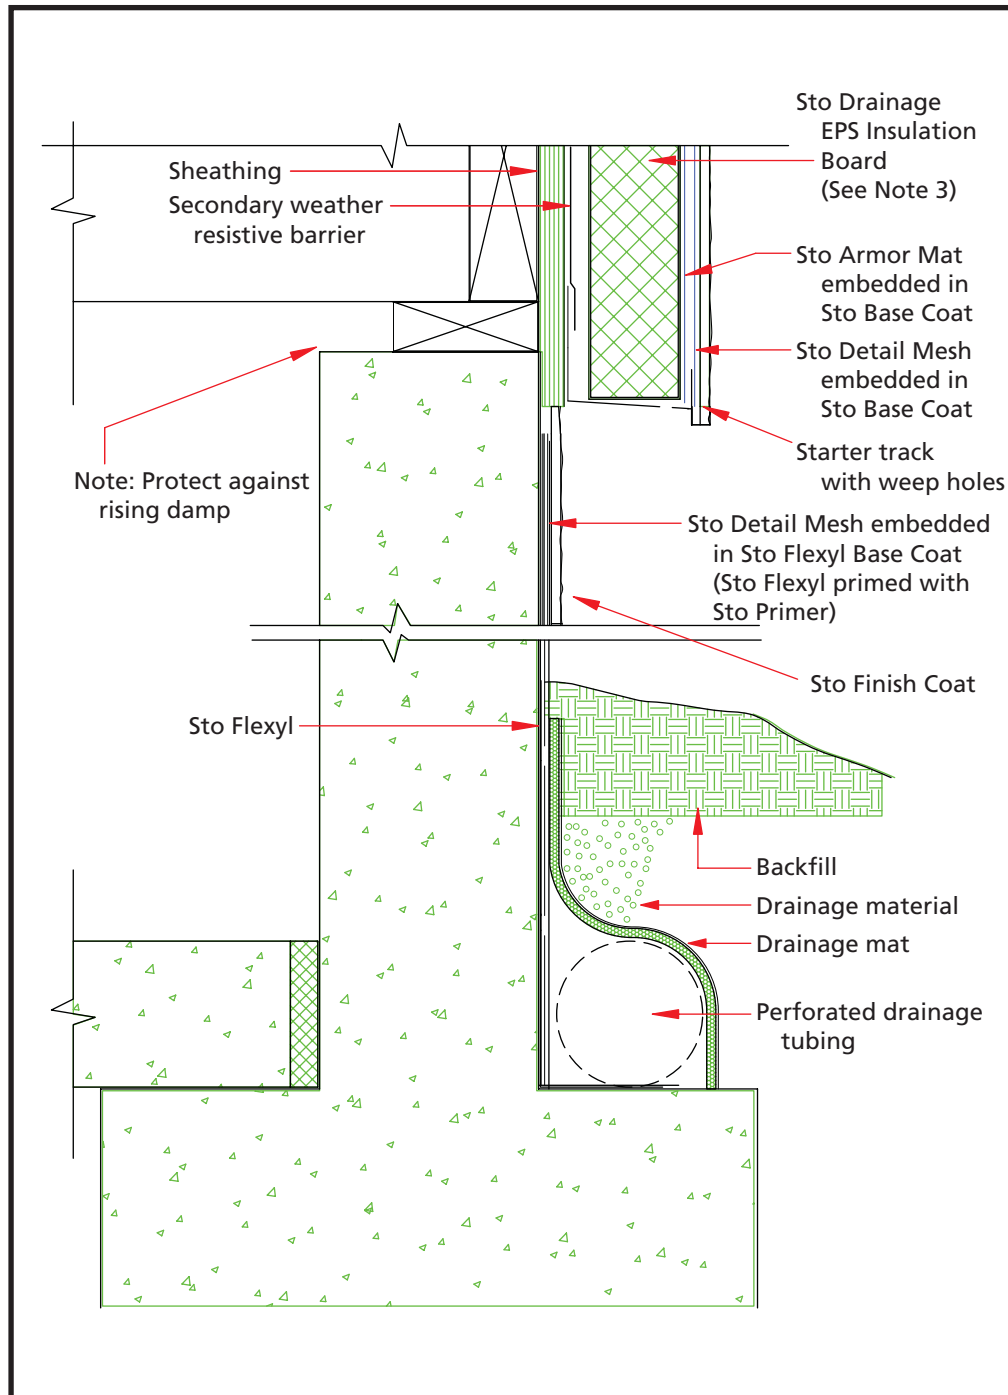 Sto Drainage
EPS Insulation
Board
(See Note 3)
Sheathing
Secondary weather
resistive barrier
Sto Armor Mat
embedded in
Sto Base Coat
Sto Detail Mesh
embedded in
Sto Base Coat
Starter track
with weep holes
Note: Protect against
rising damp
Sto Detail Mesh embedded
in Sto Flexyl Base Coat
(Sto Flexyl primed with
Sto Primer)
Sto Finish Coat
Sto Flexyl
Backfill
Drainage material
Drainage mat
Perforated drainage
tubing